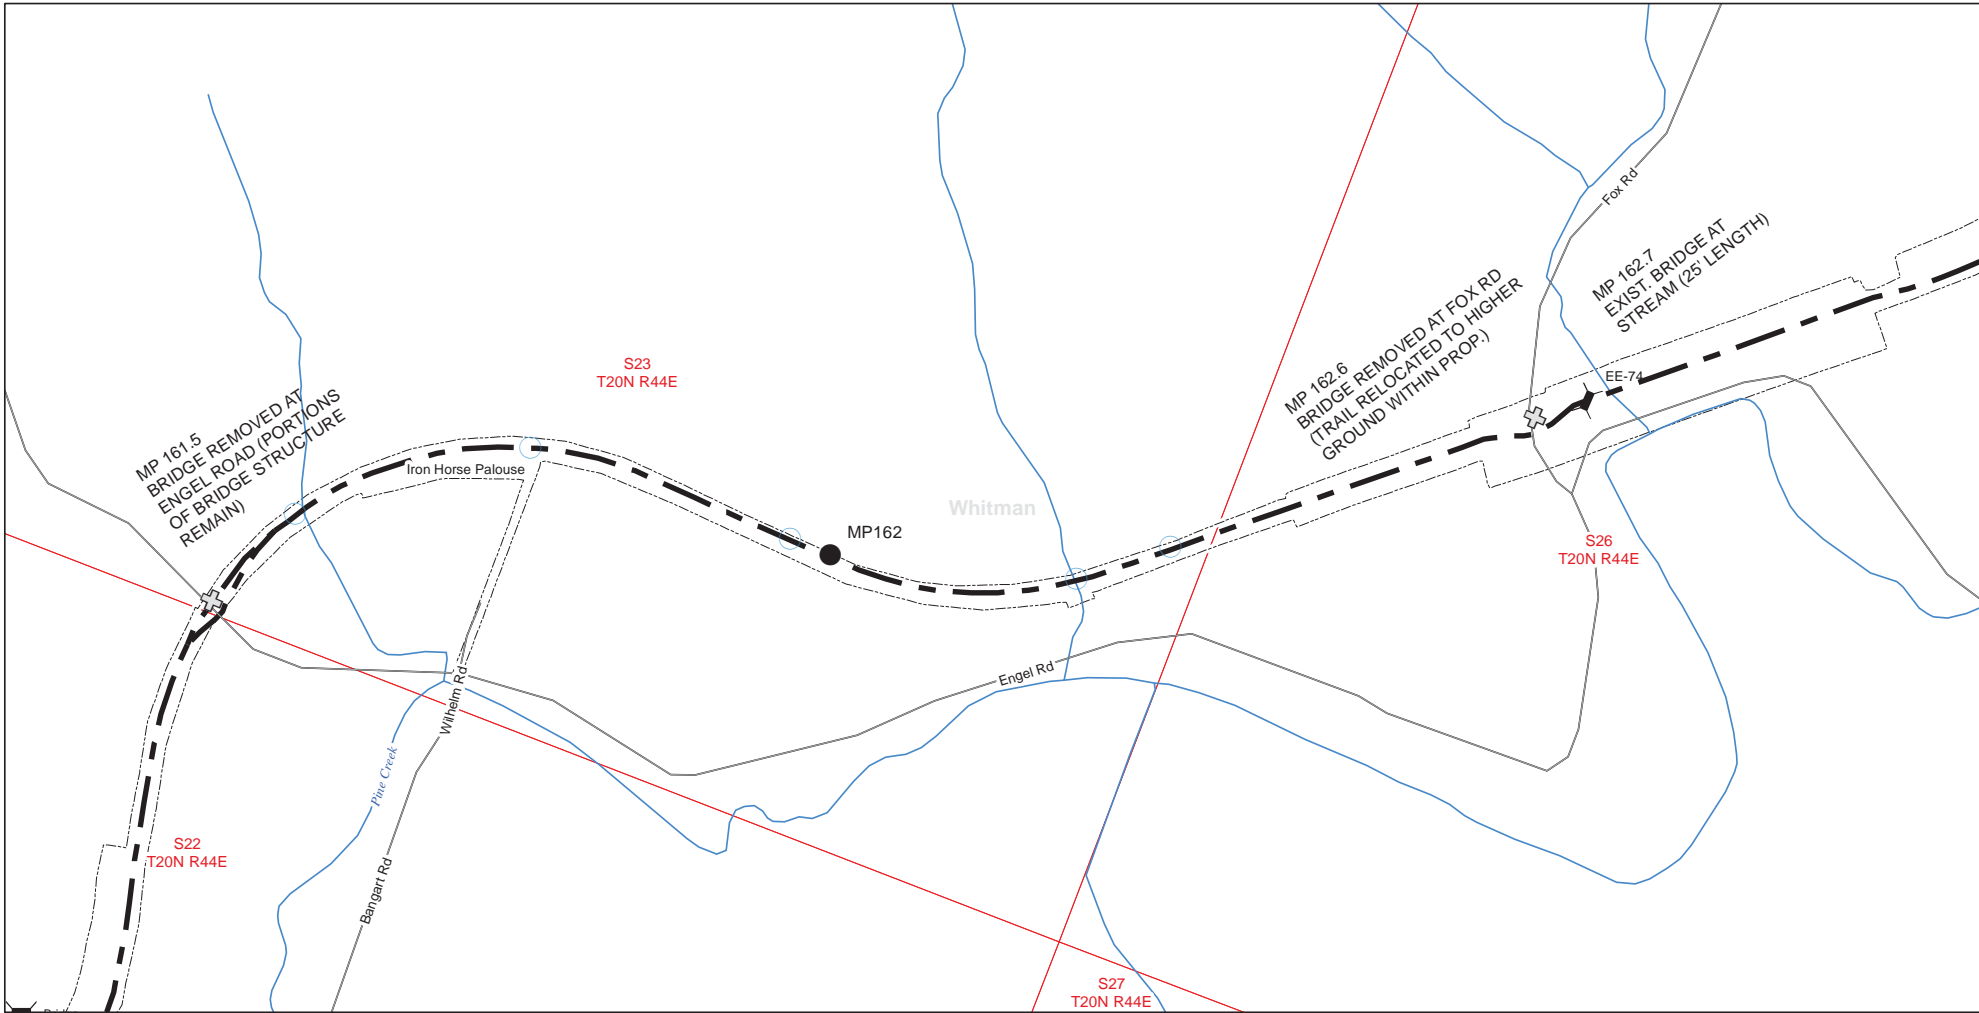 Fox Rd
MP 162.7
EXIST. BRIDGE AT
STREAM (25' LENGTH)
MP 162.6
BRIDGE REMOVED AT FOX RD
(TRAIL RELOCATED TO HIGHER
GROUND WITHIN PROP.)
EE-74
S23
T20N R44E
MP 161.5
BRIDGE REMOVED AT
ENGEL ROAD (PORTIONS
OF BRIDGE STRUCTURE
REMAIN)
Iron Horse Palouse
Whitman
MP162
S26
T20N R44E
Engel Rd
Wilhelm Rd
Pine Creek
S22
T20N R44E
Bangart Rd
S27
T20N R44E